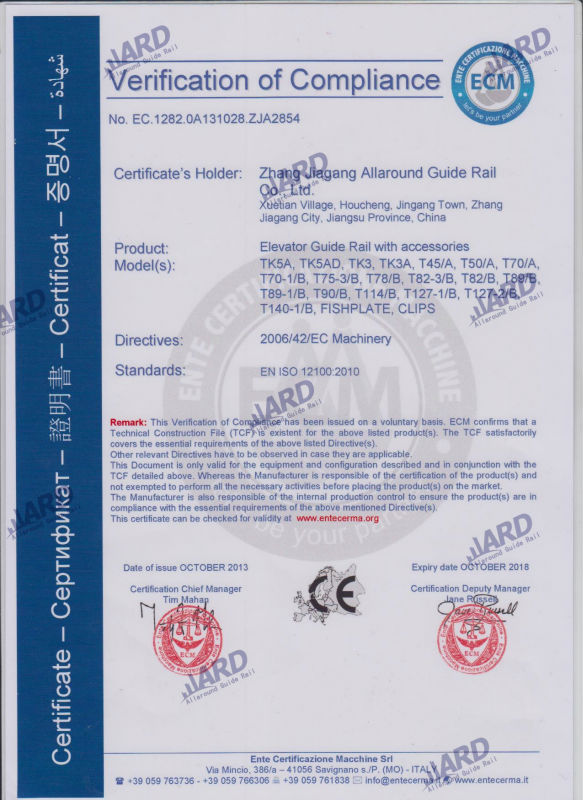 Verification of Compliance
ENTE CERTIFICAZIONE MACCHINE
ECM
let's be your partner
No. EC.1282.0A131028.ZJA2854
Certificate's Holder: Zhang Jiagang Allaround Guide Rail
Co., Ltd.
Xuetian Village, Houcheng, Jingang Town, Zhang
Jiagang City, Jiangsu Province, China
Product: Elevator Guide Rail with accessories
Model(s): TK5A, TK5AD, TK3, TK3A, T45/A, T50/A, T70/A,
T70-1/B, T75-3/B, T78/B, T82-3/B, T82/B, T89/B,
T89-1/B, T90/B, T114/B, T127-1/B, T127-2/B,
T140-1/B, FISHPLATE, CLIPS
Directives: 2006/42/EC Machinery
Standards: EN ISO 12100:2010
Remark: This Verification of Compliance has been issued on a voluntary basis. ECM confirms that a
Technical Construction File (TCF) is existent for the above listed product(s). The TCF satisfactorily
covers the essential requirements of the above listed Directive(s).
Other relevant Directives have to be observed in case they are applicable.
This Document is only valid for the equipment and configuration described and in conjunction with the
TCF detailed above. Whereas the Manufacturer is responsible of the certification of the product(s) and
not exempted to perform all the necessary activities before placing the product(s) on the market.
The Manufacturer is also responsible of the internal production control to ensure the product(s) are in
compliance with the essential requirements of the above mentioned Directive(s).
This certificate can be checked for validity at www.entecerma.org
Date of issue OCTOBER 2013
Expiry date OCTOBER 2018
Certification Chief Manager
Tim Mahan
Certification Deputy Manager
Jane Russell
CE
ECM
ECM
Ente Certificazione Macchine Srl
Via Mincio, 386/a – 41056 Savignano s./P. (MO) - ITALY
☎ +39 059 763736 - +39 059 766306 +39 059 761838 ✉ info@entecerma.it www.entecerma.it
Certificate – Сертификат – 證明書 – Certificat – 증명서 – شهادة
JARD
Allaround Guide Rail